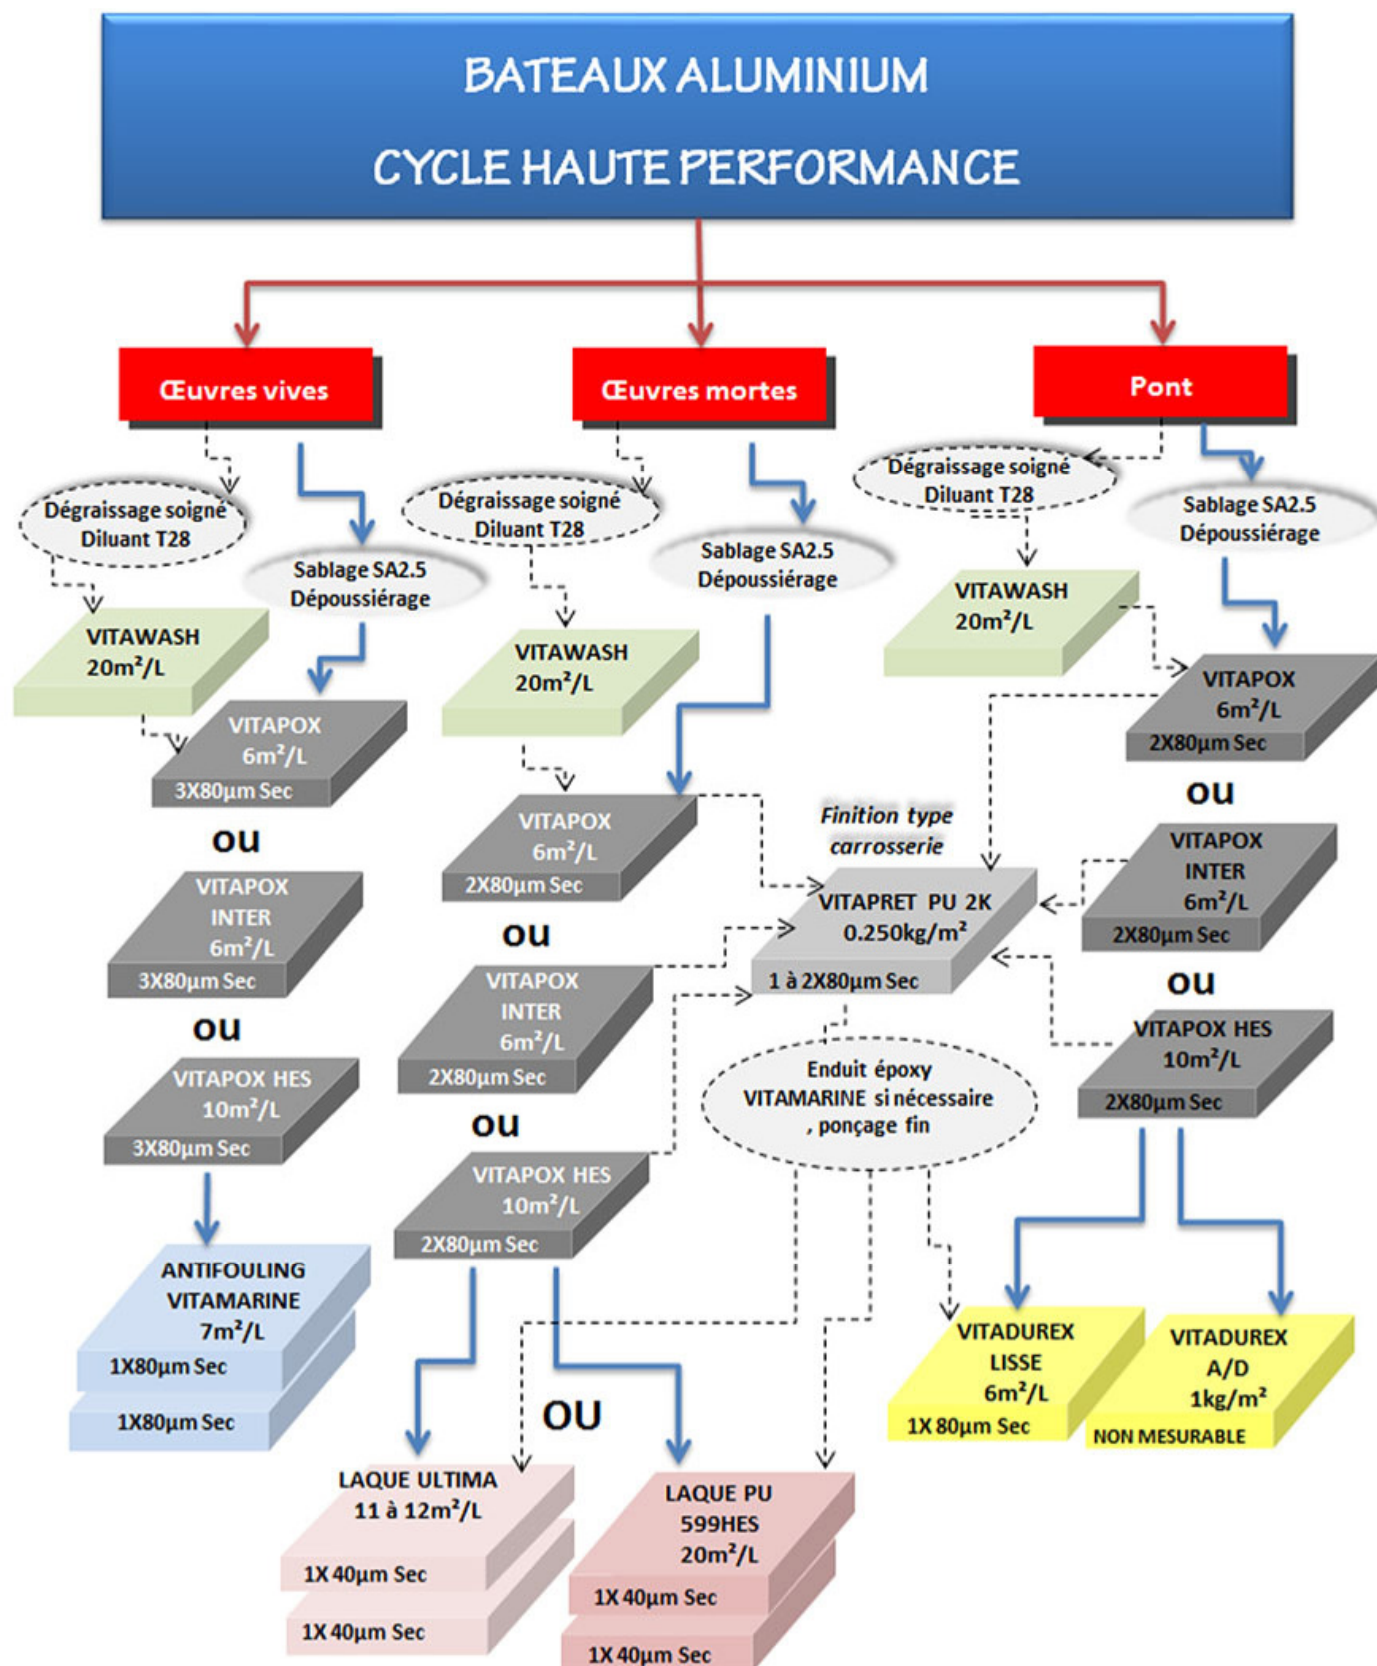 BATEAUX ALUMINIUM
CYCLE HAUTE PERFORMANCE
Œuvres vives
Dégraissage soigné
Diluant T28
Sablage SA2.5
Dépoussiérage
VITAWASH
20m²/L
VITAPOX
6m²/L
3X80µm Sec
ou
VITAPOX
INTER
6m²/L
3X80µm Sec
ou
VITAPOX HES
10m²/L
3X80µm Sec
ANTIFOULING
VITAMARINE
7m²/L
1X80µm Sec
1X80µm Sec
Œuvres mortes
Dégraissage soigné
Diluant T28
Sablage SA2.5
Dépoussiérage
VITAWASH
20m²/L
VITAPOX
6m²/L
2X80µm Sec
ou
VITAPOX
INTER
6m²/L
2X80µm Sec
ou
VITAPOX HES
10m²/L
2X80µm Sec
Finition type
carrosserie
VITAPRET PU 2K
0.250kg/m²
1 à 2X80µm Sec
Enduit époxy
VITAMARINE si nécessaire
, ponçage fin
LAQUE ULTIMA
11 à 12m²/L
1X 40µm Sec
1X 40µm Sec
OU
LAQUE PU
599HES
20m²/L
1X 40µm Sec
1X 40µm Sec
Pont
Dégraissage soigné
Diluant T28
Sablage SA2.5
Dépoussiérage
VITAWASH
20m²/L
VITAPOX
6m²/L
2X80µm Sec
ou
VITAPOX
INTER
6m²/L
2X80µm Sec
ou
VITAPOX HES
10m²/L
2X80µm Sec
VITADUREX
LISSE
6m²/L
1X 80µm Sec
VITADUREX
A/D
1kg/m²
NON MESURABLE